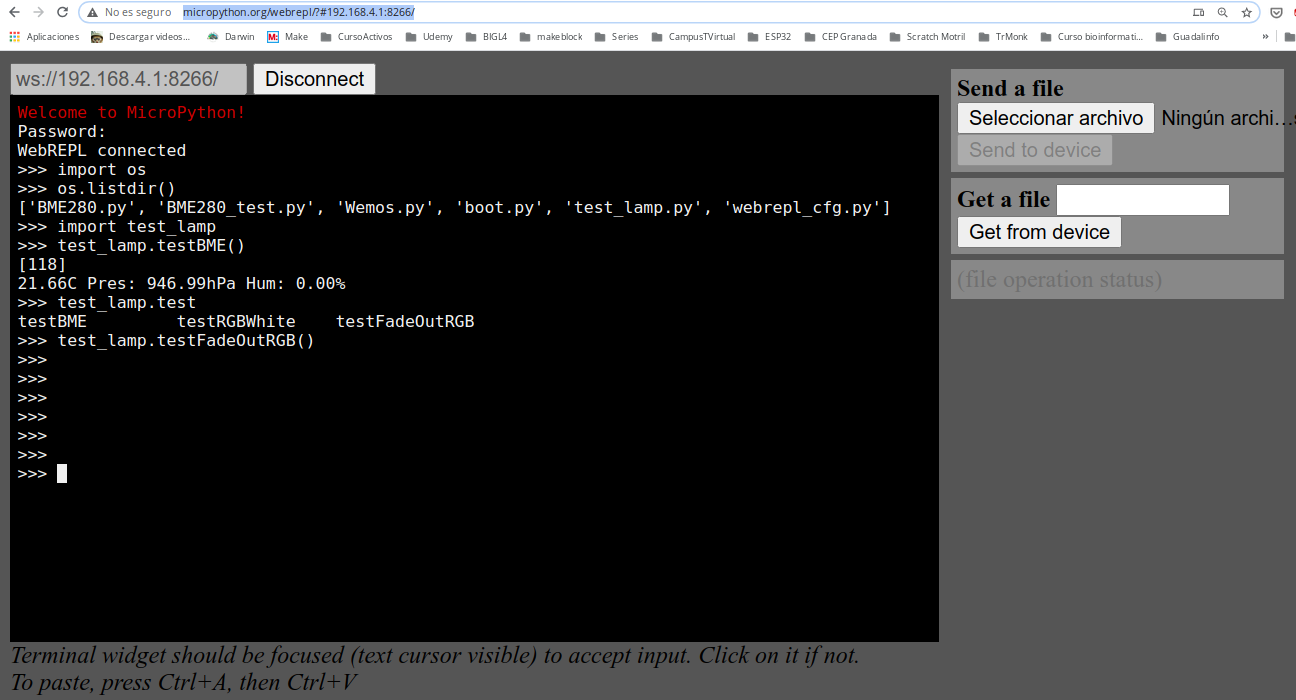 No es seguro micropython.org/webrepl/?#192.168.4.1:8266/
Aplicaciones Descargar videos... Darwin M: Make CursoActivos Udemy BIGL4 makeblock Series CampusTVirtual ESP32 CEP Granada Scratch Motril TrMonk Curso bioinformati... Guadalinfo »
ws://192.168.4.1:8266/ Disconnect
Welcome to MicroPython!
Password:
WebREPL connected
>>> import os
>>> os.listdir()
['BME280.py', 'BME280_test.py', 'Wemos.py', 'boot.py', 'test_lamp.py', 'webrepl_cfg.py']
>>> import test_lamp
>>> test_lamp.testBME()
[118]
21.66C Pres: 946.99hPa Hum: 0.00%
>>> test_lamp.test
testBME testRGBWhite testFadeOutRGB
>>> test_lamp.testFadeOutRGB()
>>>
>>>
>>>
>>>
>>>
>>>
>>>
Terminal widget should be focused (text cursor visible) to accept input. Click on it if not.
To paste, press Ctrl+A, then Ctrl+V
Send a file
Seleccionar archivo Ningún archi...s
Send to device
Get a file
Get from device
(file operation status)